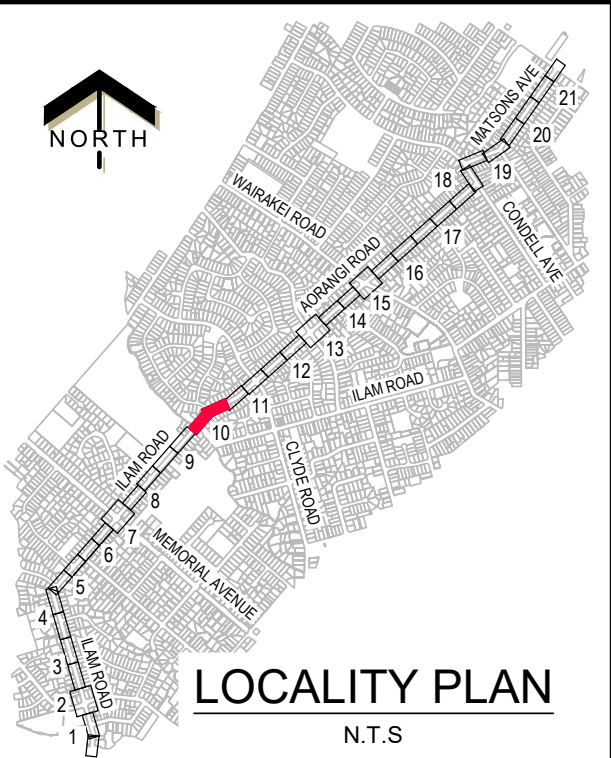 NORTH
MATSONS AVE
21
20
19
18
WAIRAKEI ROAD
CONDELL AVE
17
AORANGI ROAD
16
15
14
13
12
ILAM ROAD
11
10
ILAM ROAD
9
CLYDE ROAD
8
7
MEMORIAL AVENUE
6
5
4
ILAM ROAD
3
2
1
LOCALITY PLAN
N.T.S